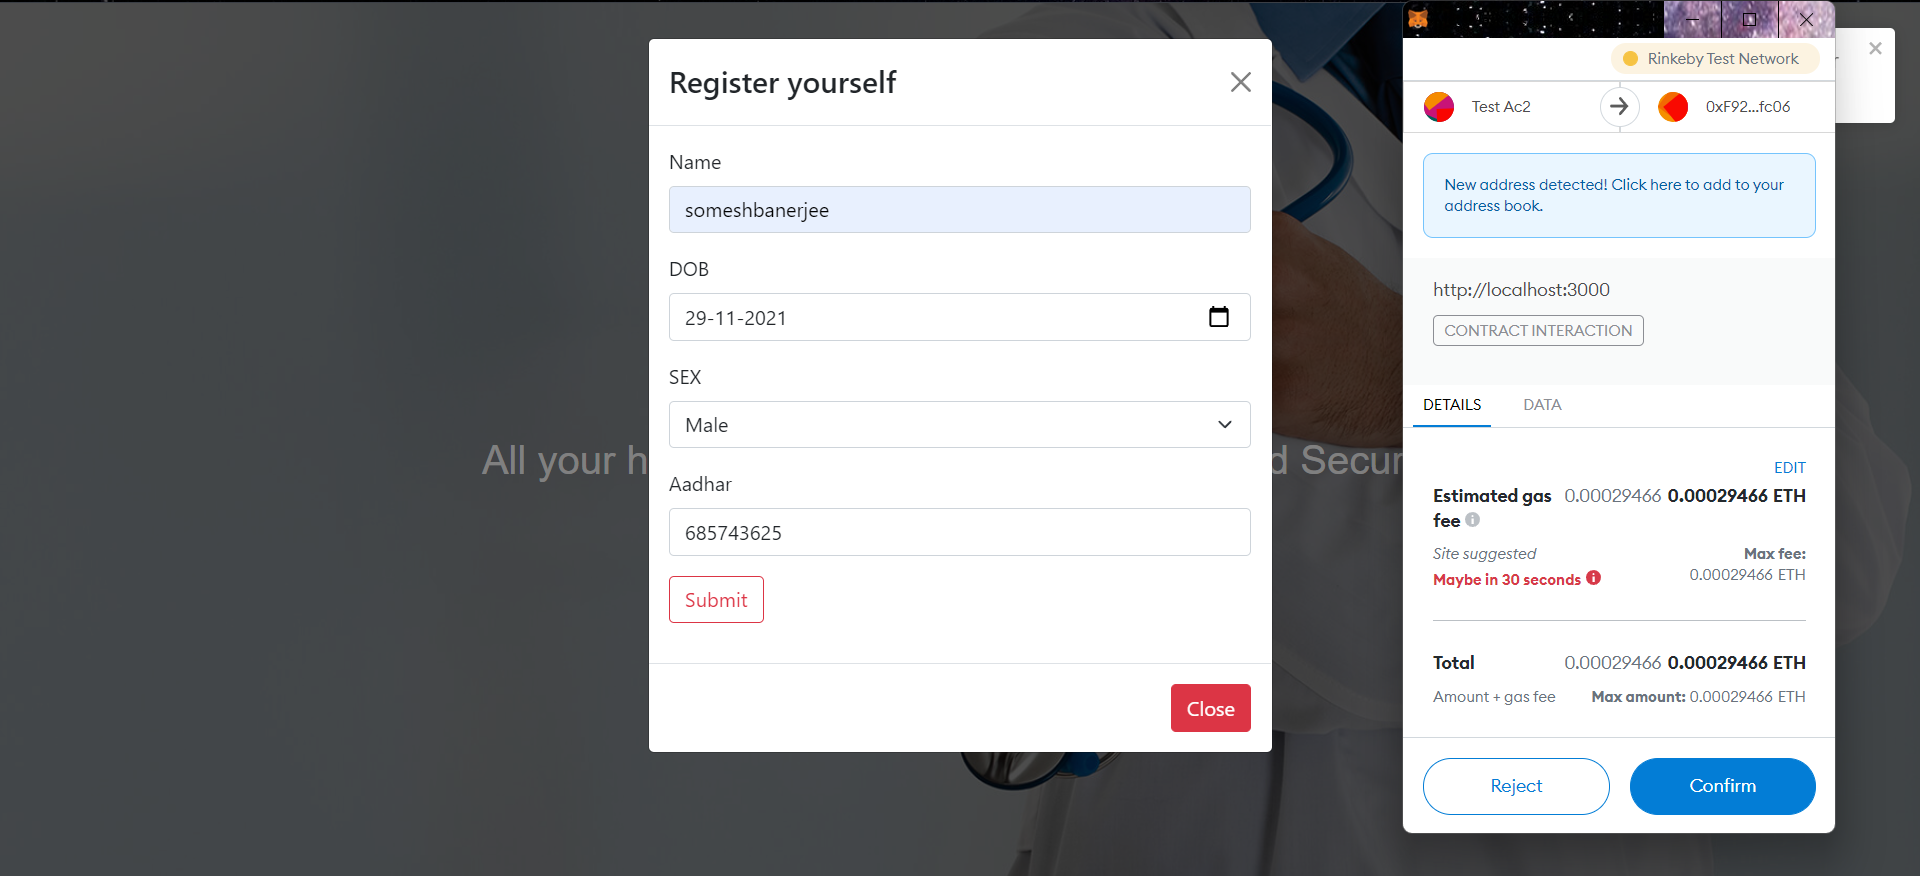 Register yourself
Name
someshbanerjee
DOB
29-11-2021
SEX
Male
Aadhar
685743625
Submit
Close
All your h
d Secur
Rinkeby Test Network
Test Ac2
0xF92...fc06
New address detected! Click here to add to your
address book.
http://localhost:3000
CONTRACT INTERACTION
DETAILS DATA
EDIT
Estimated gas 0.00029466 0.00029466 ETH
fee
Site suggested Max fee:
Maybe in 30 seconds 0.00029466 ETH
Total 0.00029466 0.00029466 ETH
Amount + gas fee Max amount: 0.00029466 ETH
Reject Confirm